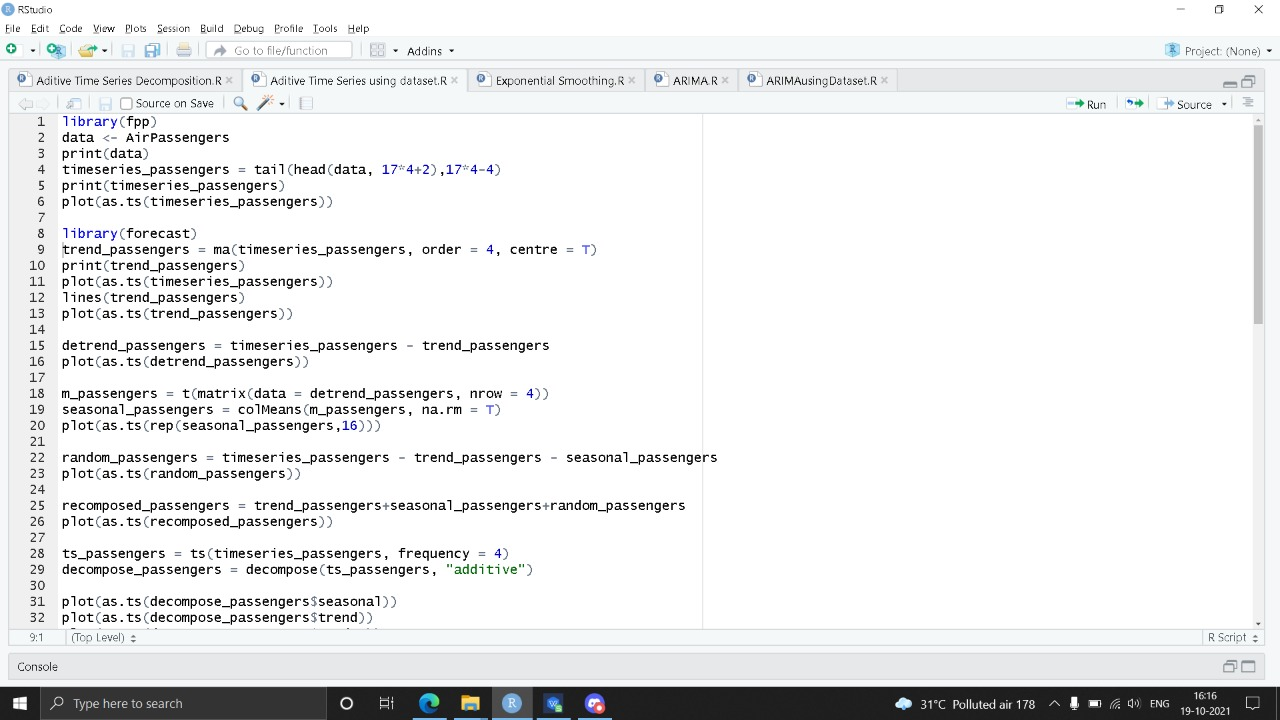 RStudio
File Edit Code View Plots Session Build Debug Profile Tools Help
Go to file/function Addins Project: (None)
Aditive Time Series Decomposition.R Aditive Time Series using dataset.R Exponential Smoothing.R ARIMA.R ARIMAusingDataset.R
Source on Save Run Source
1 library(fpp)
2 data <- AirPassengers
3 print(data)
4 timeseries_passengers = tail(head(data, 17*4+2),17*4-4)
5 print(timeseries_passengers)
6 plot(as.ts(timeseries_passengers))
7
8 library(forecast)
9 trend_passengers = ma(timeseries_passengers, order = 4, centre = T)
10 print(trend_passengers)
11 plot(as.ts(timeseries_passengers))
12 lines(trend_passengers)
13 plot(as.ts(trend_passengers))
14
15 detrend_passengers = timeseries_passengers - trend_passengers
16 plot(as.ts(detrend_passengers))
17
18 m_passengers = t(matrix(data = detrend_passengers, nrow = 4))
19 seasonal_passengers = colMeans(m_passengers, na.rm = T)
20 plot(as.ts(rep(seasonal_passengers,16)))
21
22 random_passengers = timeseries_passengers - trend_passengers - seasonal_passengers
23 plot(as.ts(random_passengers))
24
25 recomposed_passengers = trend_passengers+seasonal_passengers+random_passengers
26 plot(as.ts(recomposed_passengers))
27
28 ts_passengers = ts(timeseries_passengers, frequency = 4)
29 decompose_passengers = decompose(ts_passengers, "additive")
30
31 plot(as.ts(decompose_passengers$seasonal))
32 plot(as.ts(decompose_passengers$trend))
9:1 (Top Level) R Script
Console
Type here to search 31°C Polluted air 178 ENG 16:16
19-10-2021